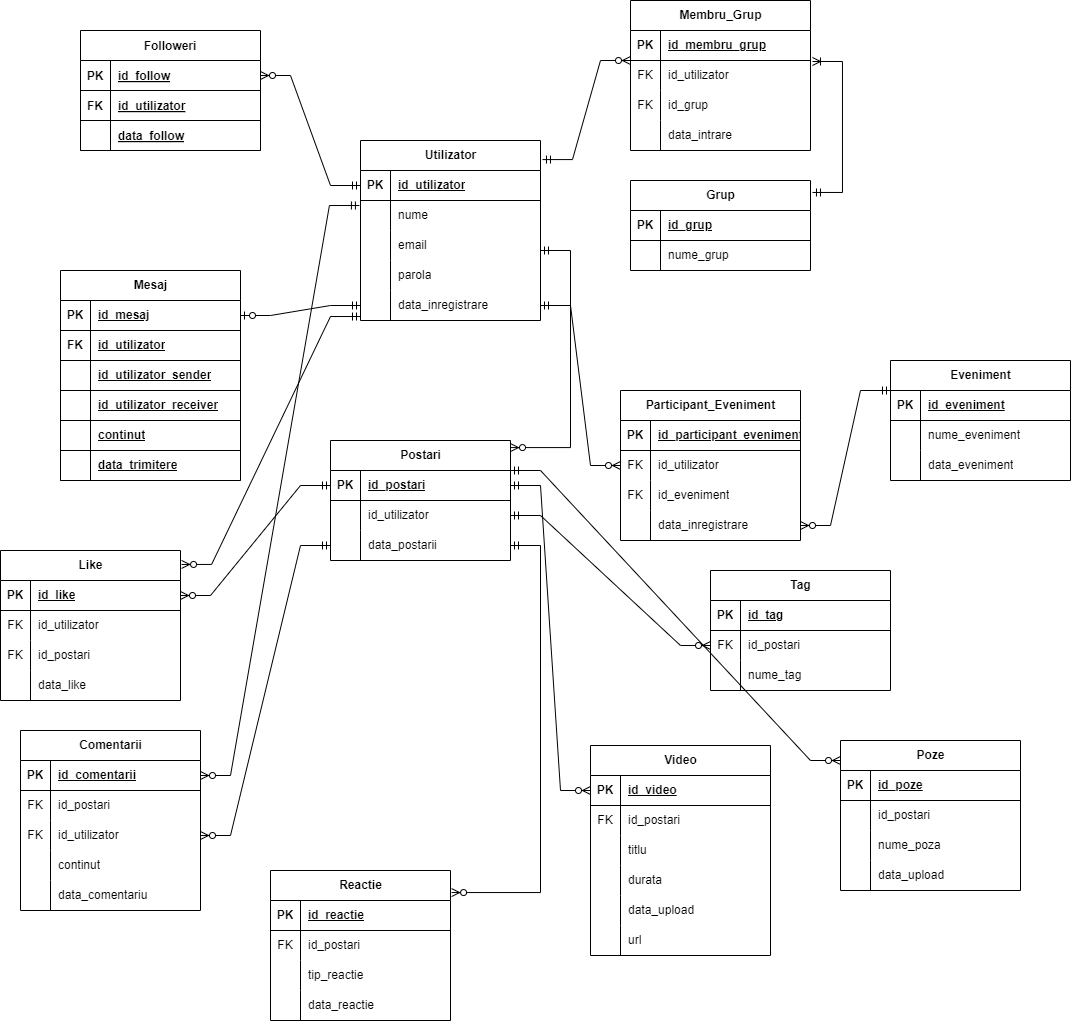 Membru_Grup
PK id_membru_grup
FK id_utilizator
FK id_grup
data_intrare
Followeri
PK id_follow
FK id_utilizator
data_follow
Utilizator
PK id_utilizator
nume
email
parola
data_inregistrare
Grup
PK id_grup
nume_grup
Mesaj
PK id_mesaj
FK id_utilizator
id_utilizator_sender
id_utilizator_receiver
continut
data_trimitere
Eveniment
PK id_eveniment
nume_eveniment
data_eveniment
Participant_Eveniment
PK id_participant_eveniment
FK id_utilizator
FK id_eveniment
data_inregistrare
Postari
PK id_postari
id_utilizator
data_postarii
Like
PK id_like
FK id_utilizator
FK id_postari
data_like
Tag
PK id_tag
FK id_postari
nume_tag
Comentarii
PK id_comentarii
FK id_postari
FK id_utilizator
continut
data_comentariu
Video
PK id_video
FK id_postari
titlu
durata
data_upload
url
Poze
PK id_poze
id_postari
nume_poza
data_upload
Reactie
PK id_reactie
FK id_postari
tip_reactie
data_reactie